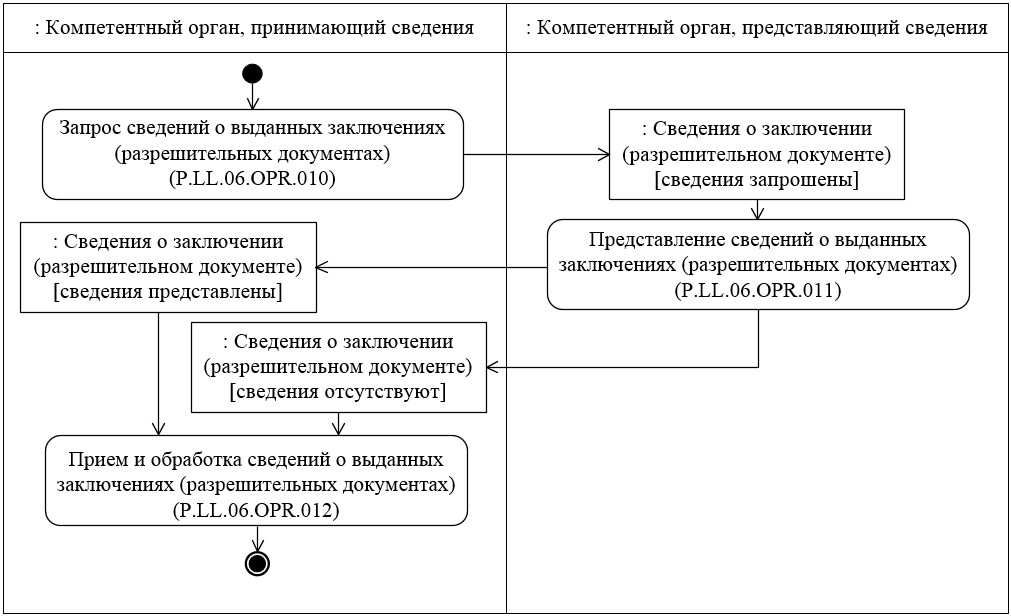 : Компетентный орган, принимающий сведения
: Компетентный орган, представляющий сведения
Запрос сведений о выданных заключениях
(разрешительных документах)
(P.LL.06.OPR.010)
: Сведения о заключении
(разрешительном документе)
[сведения запрошены]
Представление сведений о выданных
заключениях (разрешительных документах)
(P.LL.06.OPR.011)
: Сведения о заключении
(разрешительном документе)
[сведения представлены]
: Сведения о заключении
(разрешительном документе)
[сведения отсутствуют]
Прием и обработка сведений о выданных
заключениях (разрешительных документах)
(P.LL.06.OPR.012)